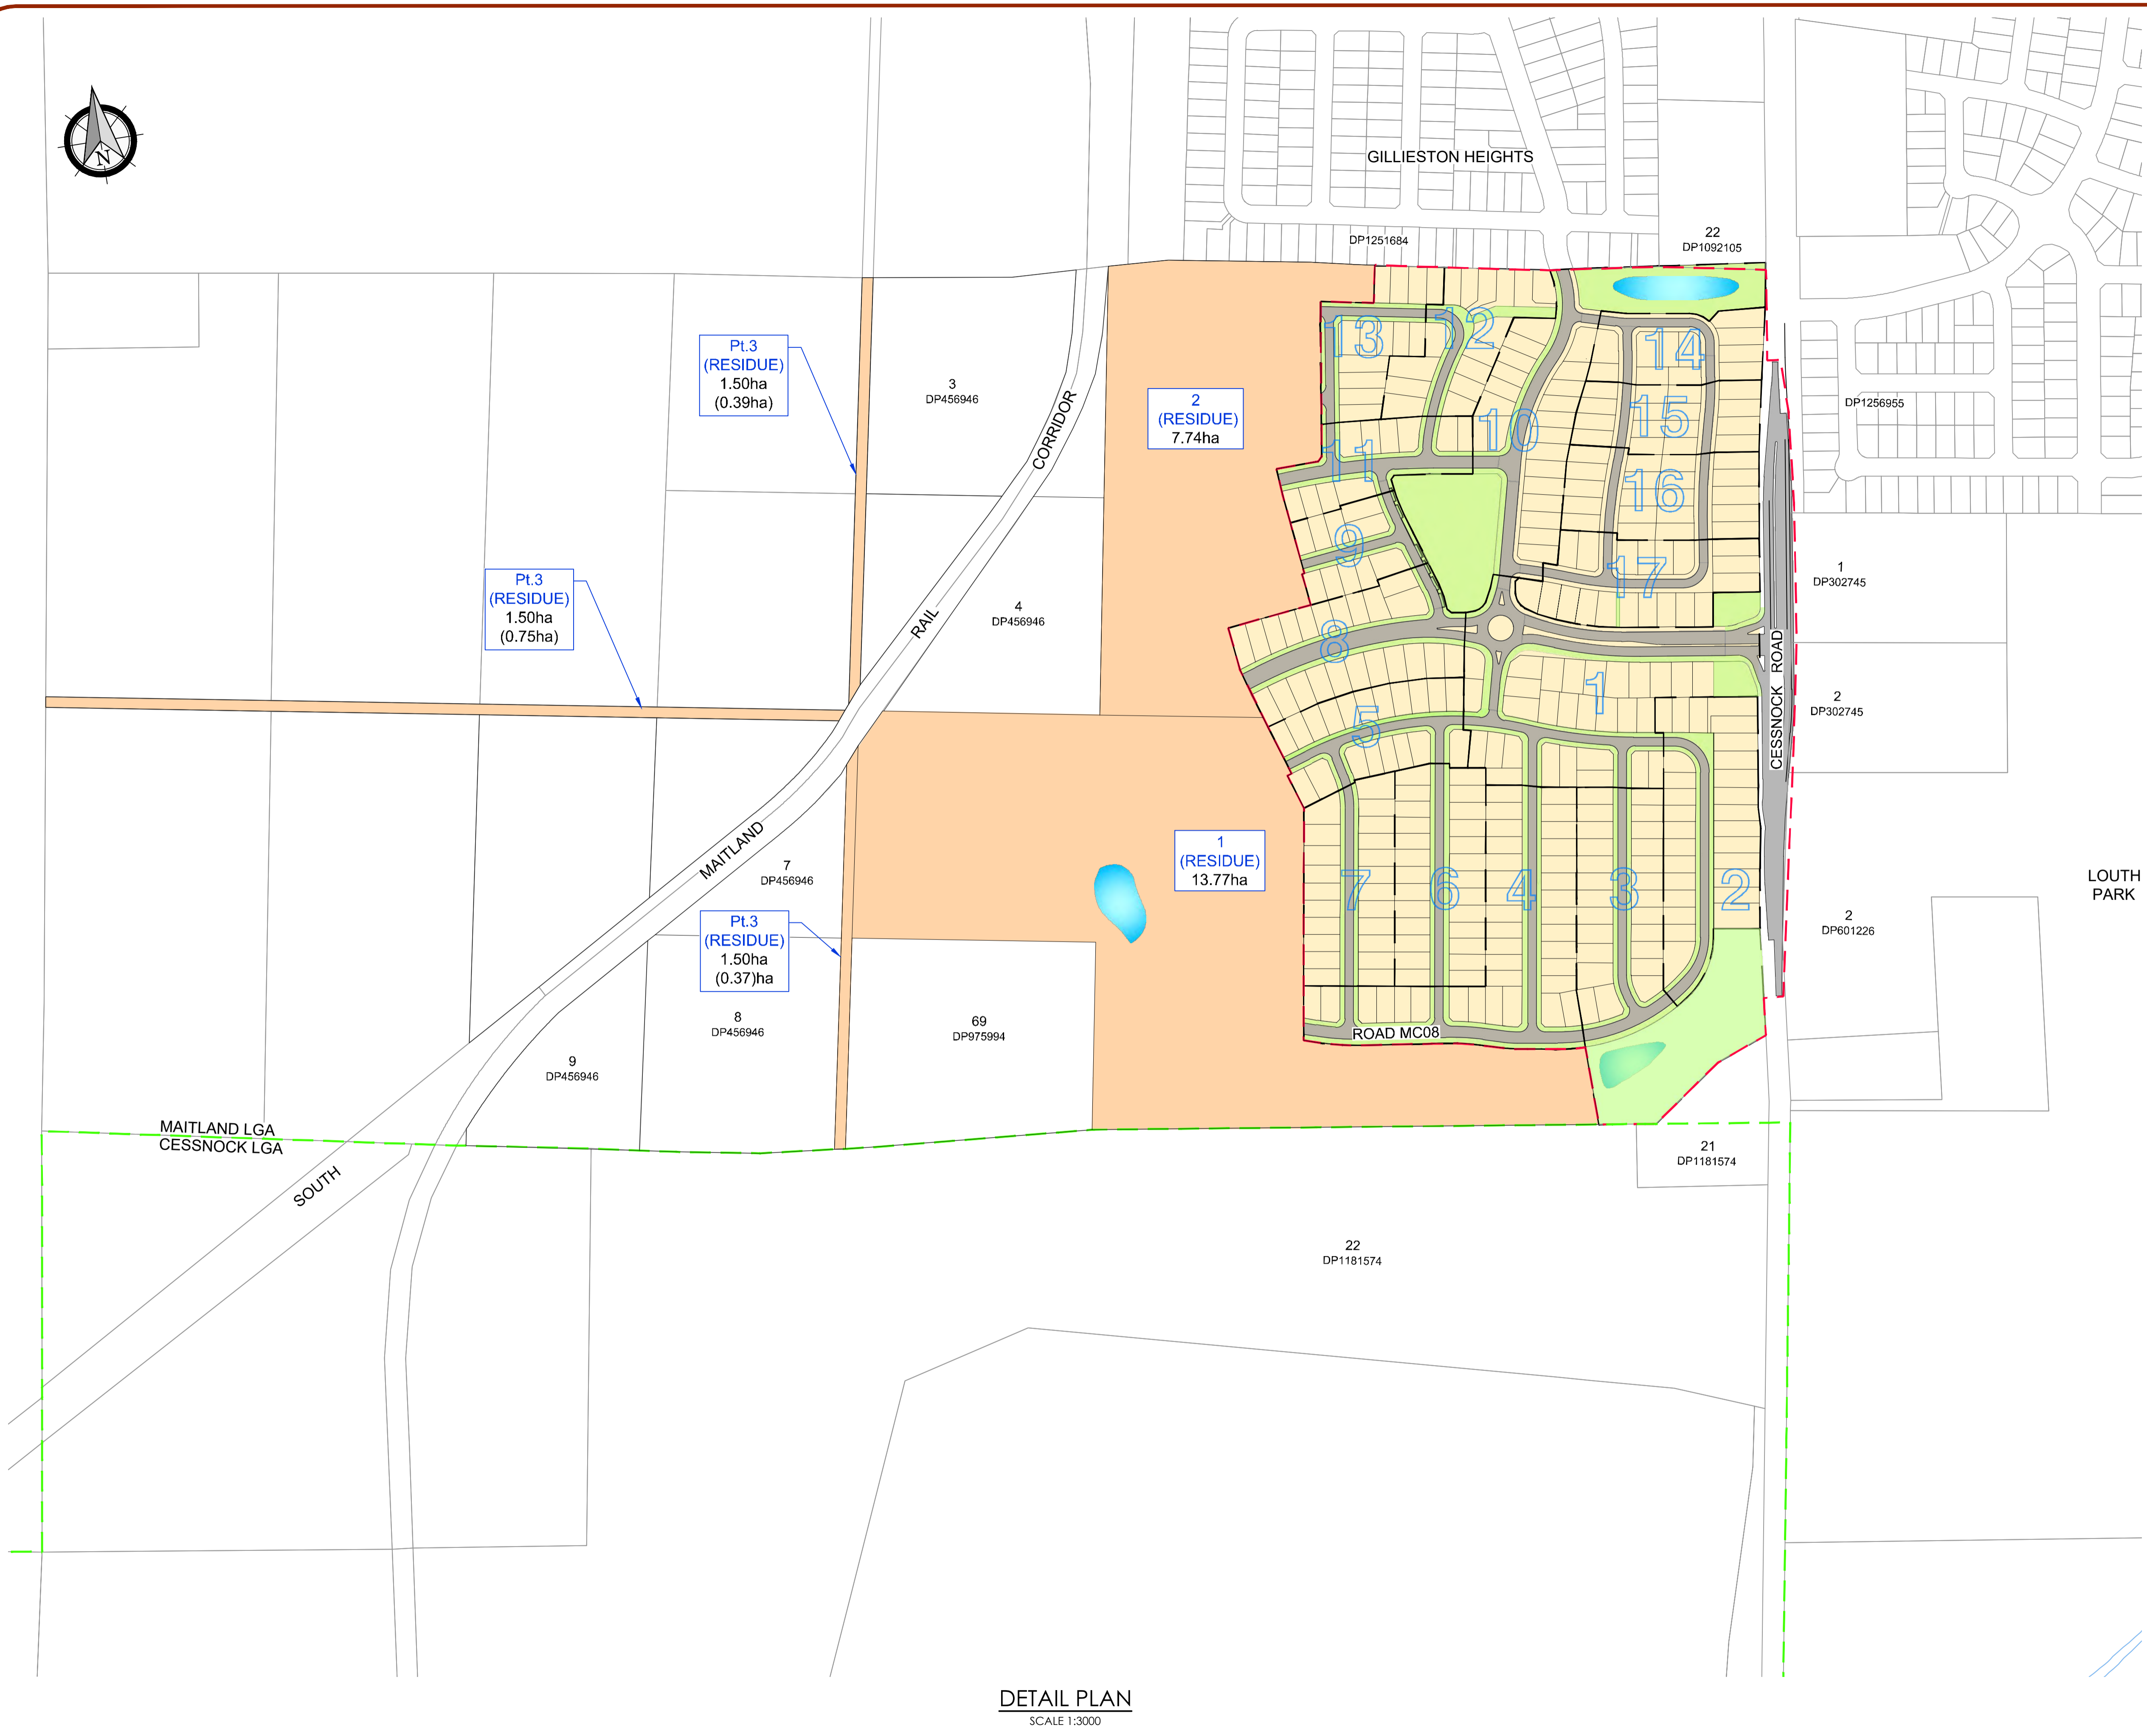 N
GILLIESTON HEIGHTS
DP1251684
22
DP1092105
13
12
14
Pt.3
(RESIDUE)
1.50ha
(0.39ha)
3
DP456946
CORRIDOR
2
(RESIDUE)
7.74ha
10
15
DP1256955
11
16
9
17
1
DP302745
Pt.3
(RESIDUE)
1.50ha
(0.75ha)
4
DP456946
RAIL
8
1
CESSNOCK ROAD
2
DP302745
5
MAITLAND
7
DP456946
1
(RESIDUE)
13.77ha
7
6
4
3
2
LOUTH
PARK
2
DP601226
Pt.3
(RESIDUE)
1.50ha
(0.37)ha
8
DP456946
69
DP975994
ROAD MC08
9
DP456946
MAITLAND LGA
CESSNOCK LGA
SOUTH
21
DP1181574
22
DP1181574
DETAIL PLAN
SCALE 1:3000